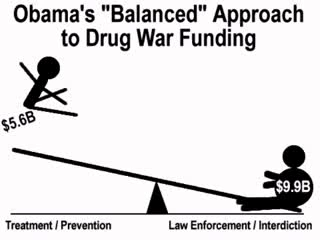 Obama's "Balanced" Approach
to Drug War Funding
$5.6B
$9.9B
Treatment / Prevention
Law Enforcement / Interdiction